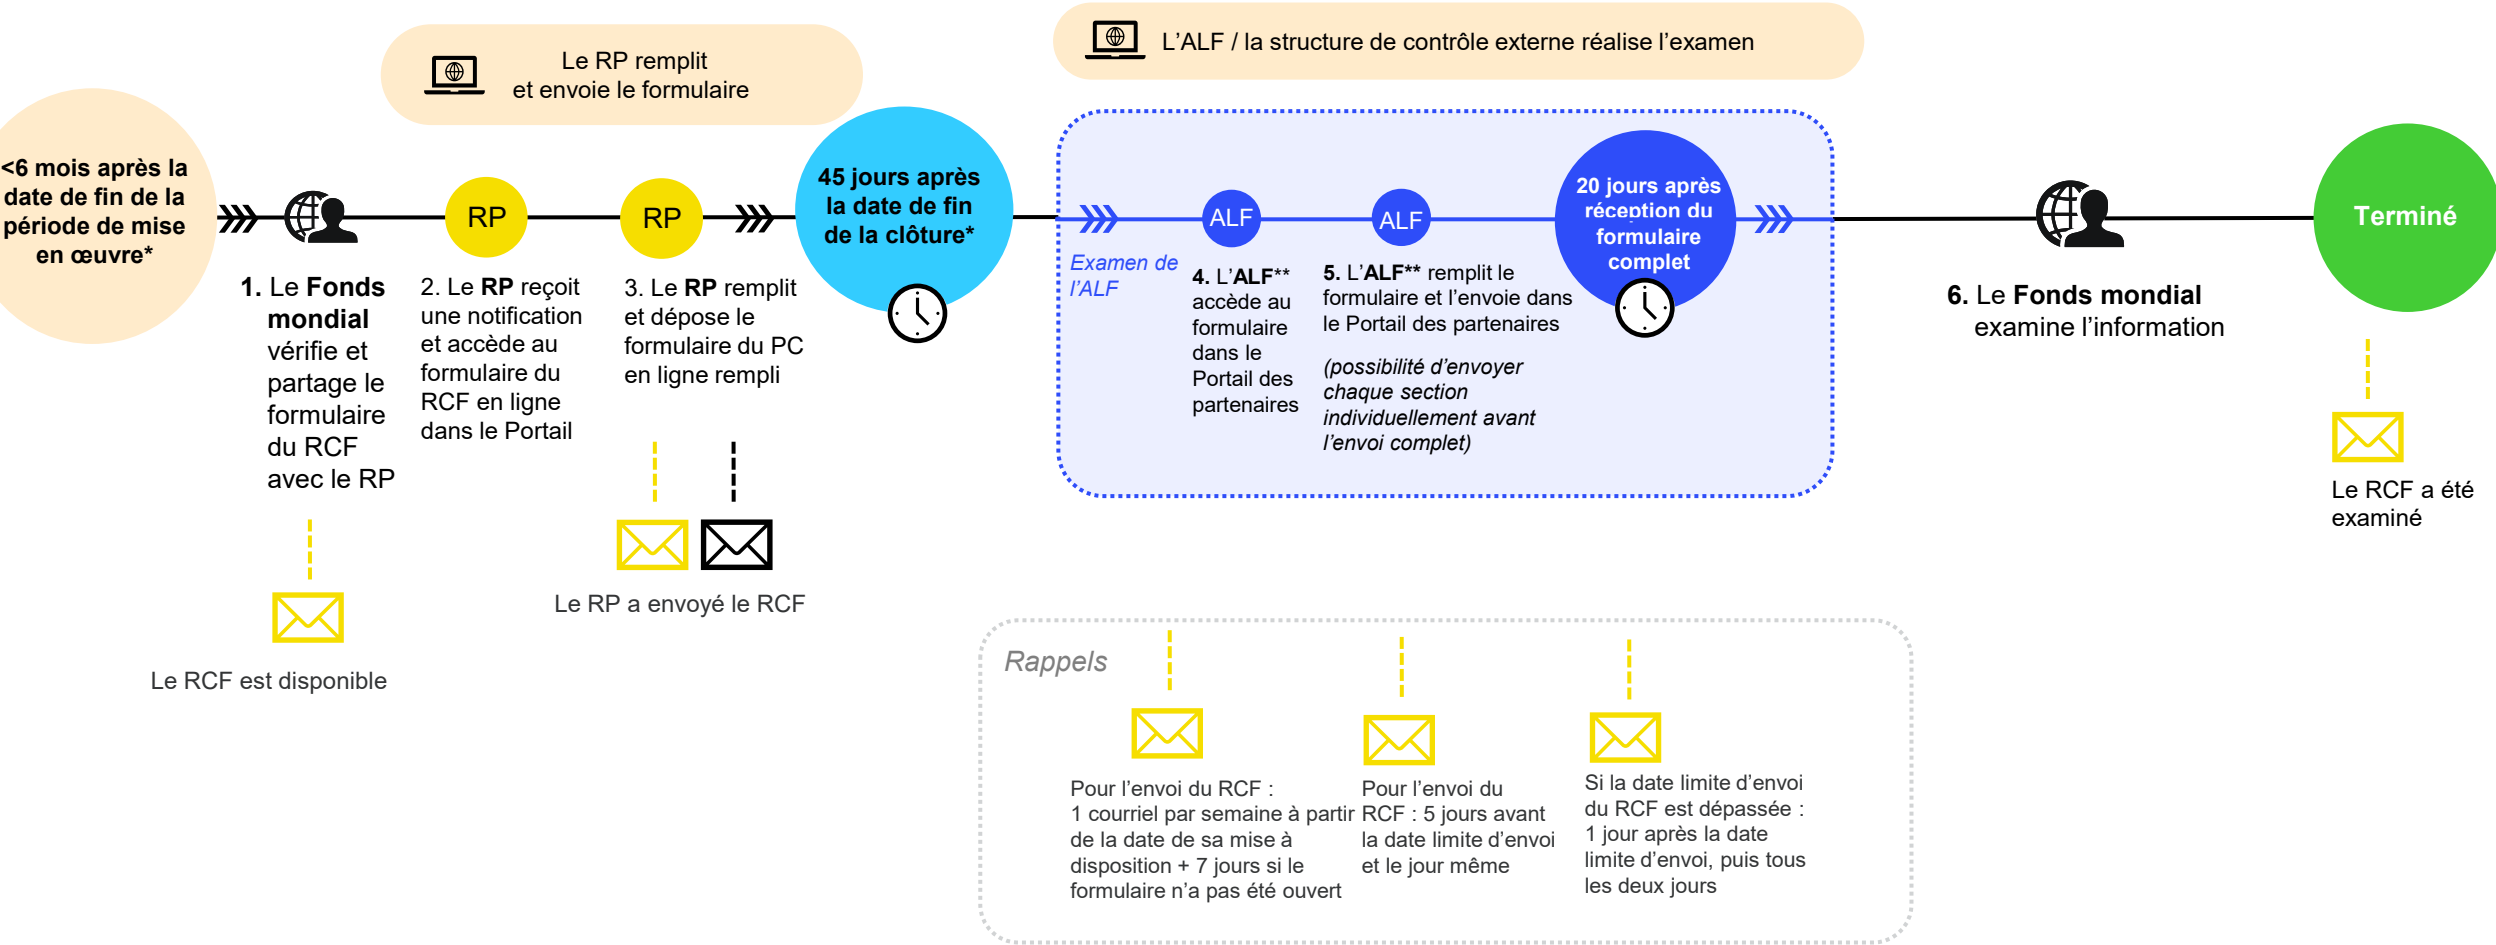 Le RP remplit
et envoie le formulaire
L’ALF / la structure de contrôle externe réalise l’examen
<6 mois après la
date de fin de la
période de mise
en œuvre*
RP
RP
45 jours après
la date de fin
de la clôture*
ALF
ALF
20 jours après
réception du
formulaire
complet
Terminé
1. Le Fonds
mondial
vérifie et
partage le
formulaire
du RCF
avec le RP
2. Le RP reçoit
une notification
et accède au
formulaire du
RCF en ligne
dans le Portail
3. Le RP remplit
et dépose le
formulaire du PC
en ligne rempli
Examen de
l’ALF
4. L’ALF**
accède au
formulaire
dans le
Portail des
partenaires
5. L’ALF** remplit le
formulaire et l’envoie dans
le Portail des partenaires
(possibilité d’envoyer
chaque section
individuellement avant
l’envoi complet)
6. Le Fonds mondial
examine l’information
Le RCF a été
examiné
Le RP a envoyé le RCF
Le RCF est disponible
Rappels
Pour l’envoi du RCF :
1 courriel par semaine à partir
de la date de sa mise à
disposition + 7 jours si le
formulaire n’a pas été ouvert
Pour l’envoi du
RCF : 5 jours avant
la date limite d’envoi
et le jour même
Si la date limite d’envoi
du RCF est dépassée :
1 jour après la date
limite d’envoi, puis tous
les deux jours